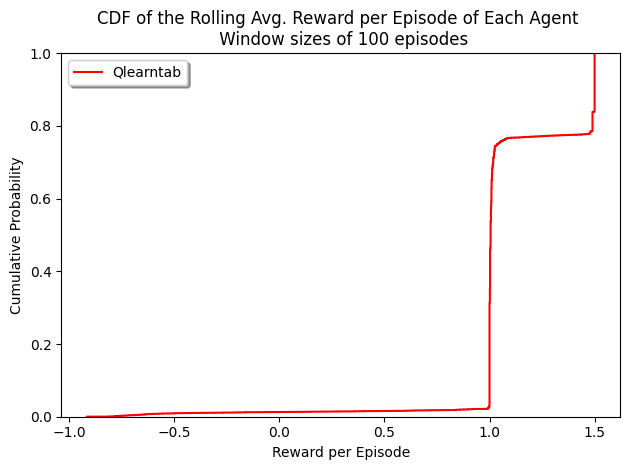 CDF of the Rolling Avg. Reward per Episode of Each Agent
Window sizes of 100 episodes
Qlearntab
1.0
0.8
0.6
0.4
0.2
0.0
Cumulative Probability
−1.0 −0.5 0.0 0.5 1.0 1.5
Reward per Episode